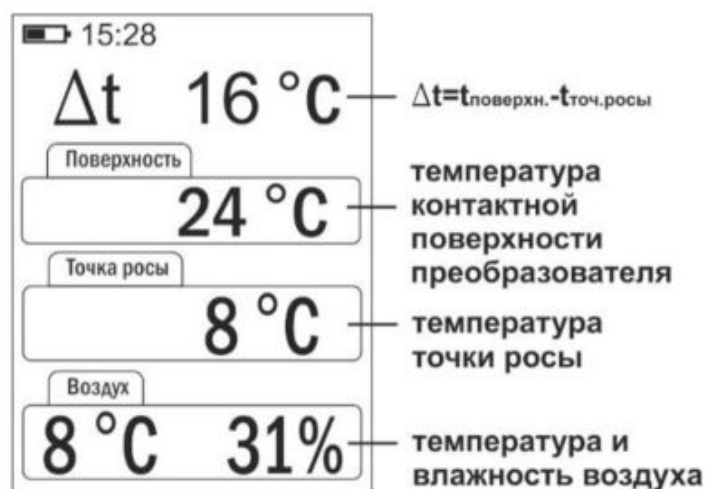 15:28
Δt 16 °C
Δt=tповерхн.-tточ.росы
Поверхность
24 °C
температура
контактной
поверхности
преобразователя
Точка росы
8 °C
температура
точки росы
Воздух
8 °C 31%
температура и
влажность воздуха